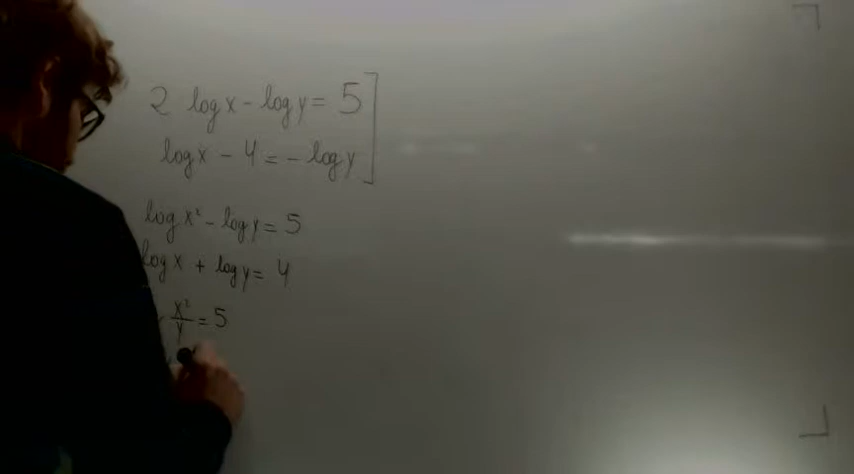 2 log x - log y = 5
log x - 4 = - log y
log x² - log y = 5
log x + log y = 4
x²/y = 5